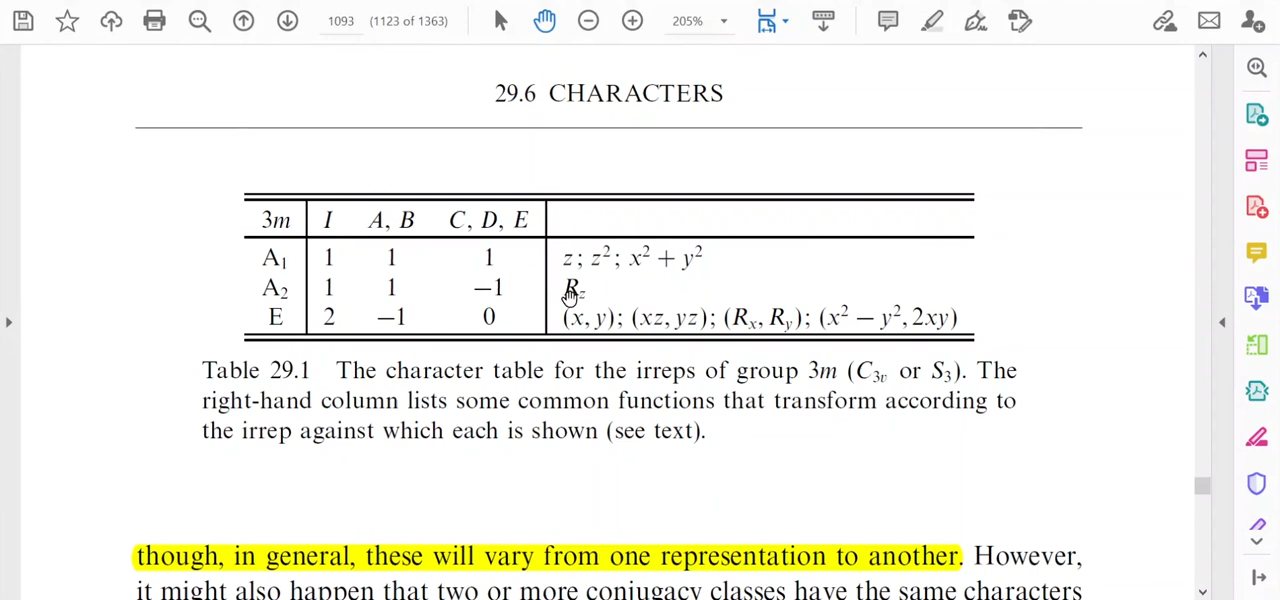 1093 (1123 of 1363) 205%
29.6 CHARACTERS
3m I A, B C, D, E
A₁ 1 1 1 z; z²; x² + y²
A₂ 1 1 −1 R_z
E 2 −1 0 (x, y); (xz, yz); (Rₓ, R_y); (x² − y², 2xy)
Table 29.1 The character table for the irreps of group 3m (C₃ᵥ or S₃). The
right-hand column lists some common functions that transform according to
the irrep against which each is shown (see text).
though, in general, these will vary from one representation to another. However,
it might also happen that two or more conjugacy classes have the same characters